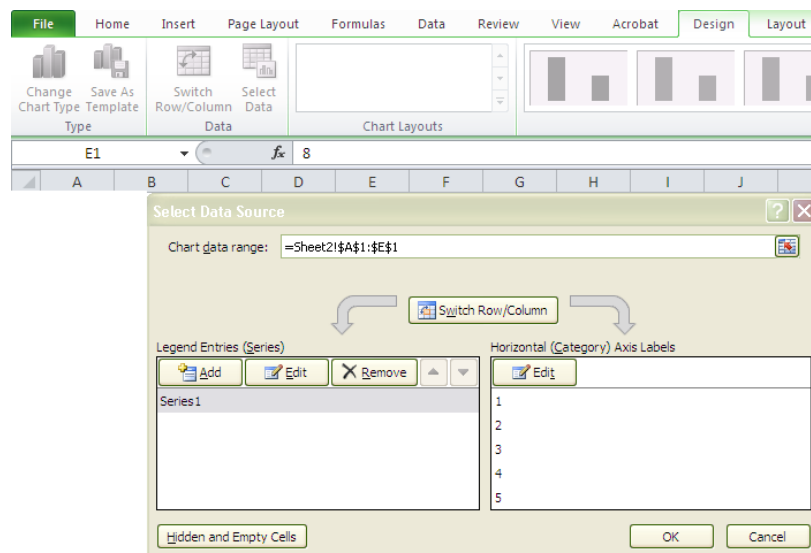 File Home Insert Page Layout Formulas Data Review View Acrobat Design Layout
Change Chart Type
Save As Template
Switch Row/Column
Select Data
Type Data Chart Layouts
E1 fx 8
A B C D E F G H I J
Select Data Source
Chart data range: =Sheet2!$A$1:$E$1
Switch Row/Column
Legend Entries (Series)
Add Edit Remove
Series1
Horizontal (Category) Axis Labels
Edit
1
2
3
4
5
Hidden and Empty Cells
OK Cancel